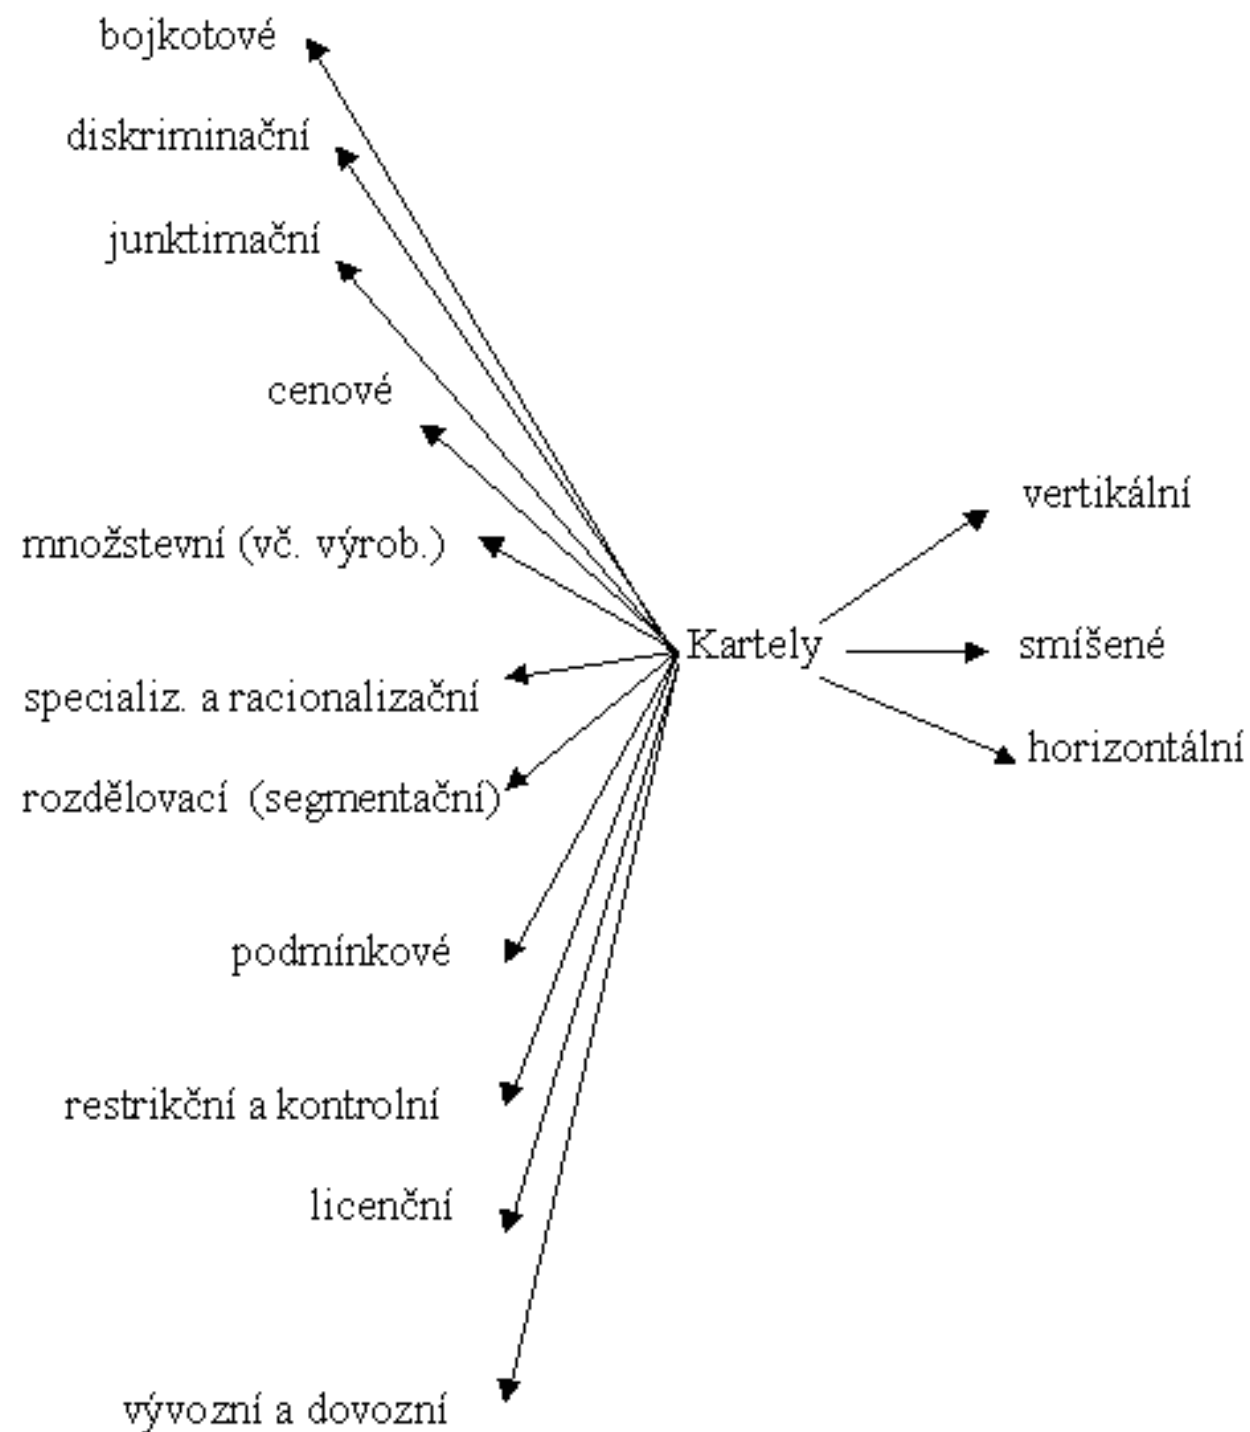 bojkotové
diskriminační
junktimační
cenové
vertikální
množstevní (vč. výrob.)
Kartely
smíšené
specializ. a racionalizační
horizontální
rozdělovací (segmentační)
podmínkové
restrikční a kontrolní
licenční
vývozní a dovozní